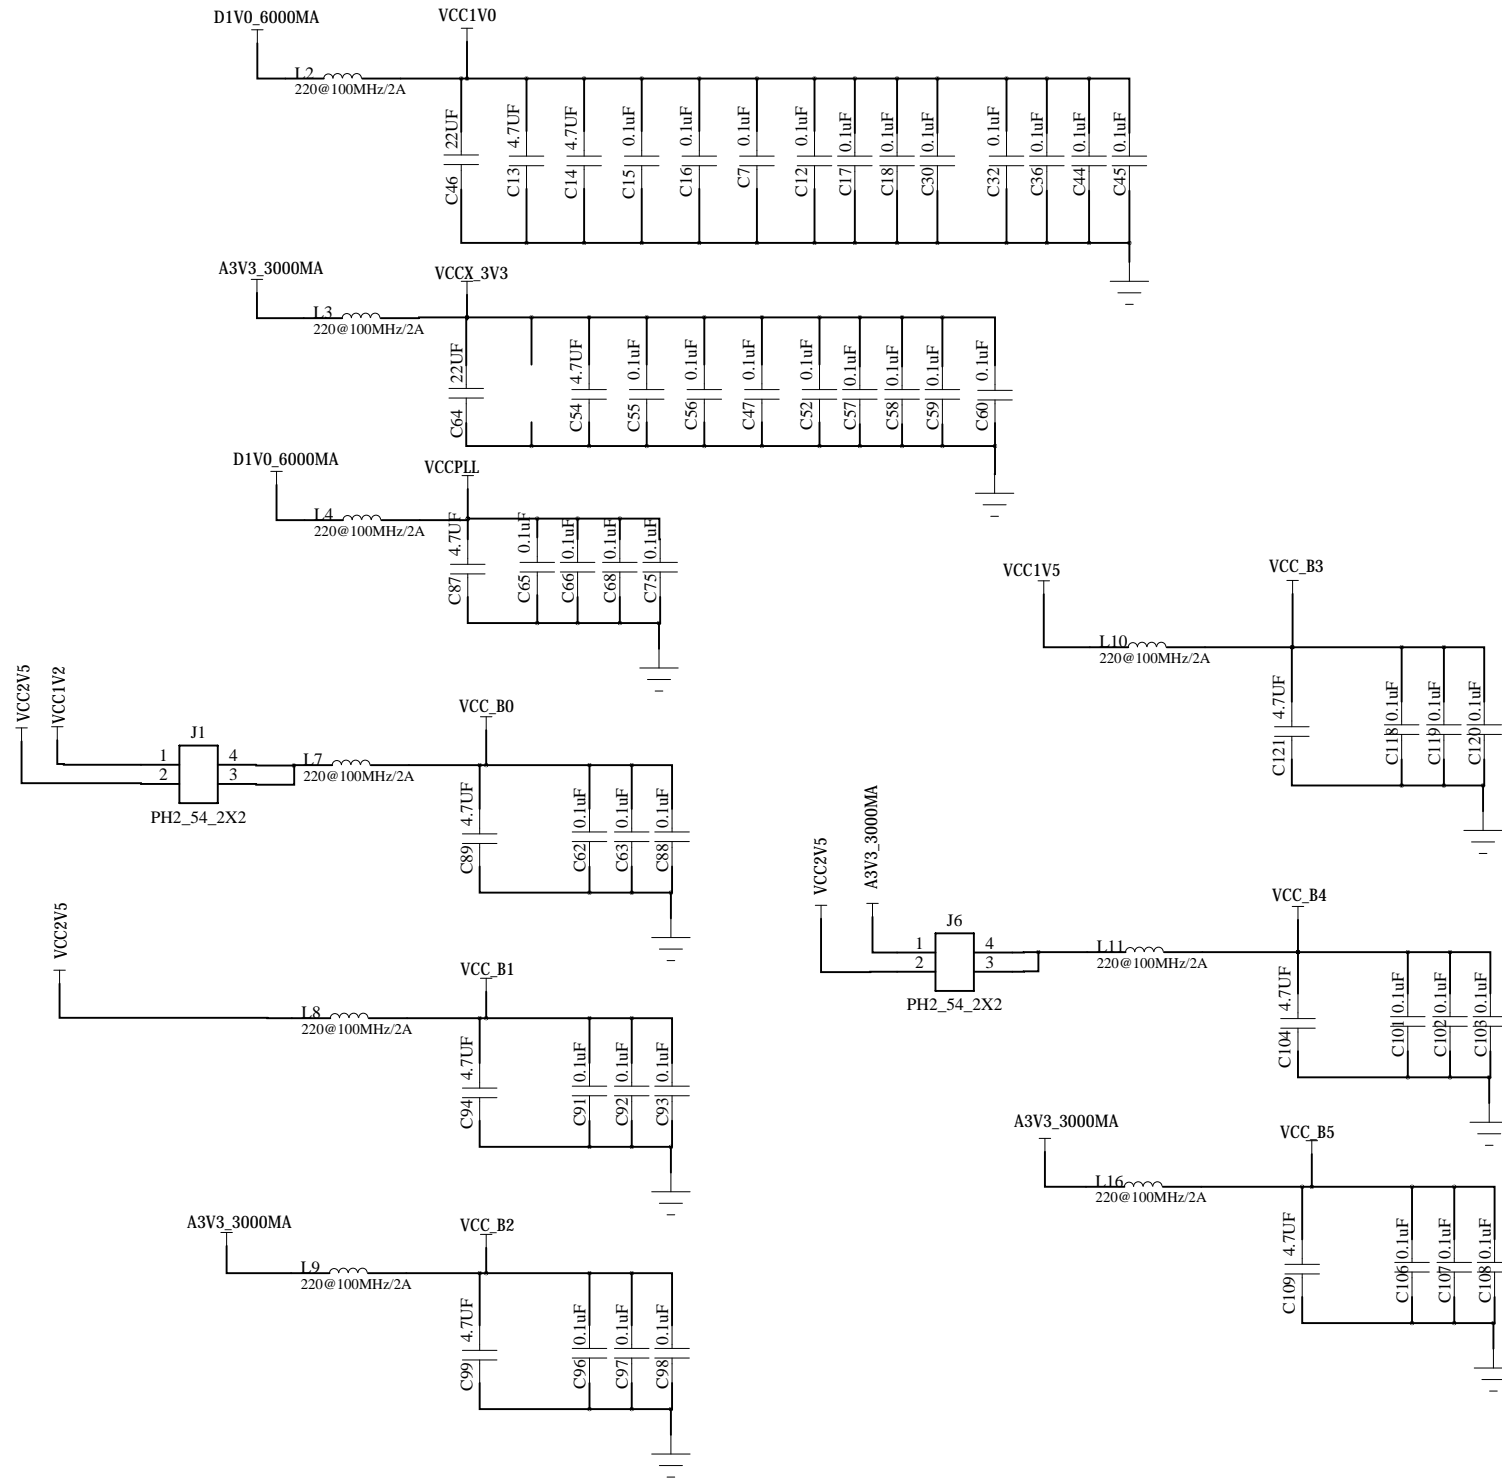 D1V0_6000MA
VCC1V0
L2
220@100MHz/2A
22UF
C46
4.7UF
C13
4.7UF
C14
0.1uF
C15
0.1uF
C16
0.1uF
C7
0.1uF
C12
0.1uF
C17
0.1uF
C18
0.1uF
C30
0.1uF
C32
0.1uF
C36
0.1uF
C44
0.1uF
C45
A3V3_3000MA
VCCX_3V3
L3
220@100MHz/2A
22UF
C64
4.7UF
C54
0.1uF
C55
0.1uF
C56
0.1uF
C47
0.1uF
C52
0.1uF
C57
0.1uF
C58
0.1uF
C59
0.1uF
C60
D1V0_6000MA
VCCPLL
L4
220@100MHz/2A
4.7UF
C87
0.1uF
C65
0.1uF
C66
0.1uF
C68
0.1uF
C75
VCC2V5
VCC1V2
J1
1
2
4
3
PH2_54_2X2
L7
220@100MHz/2A
VCC_B0
4.7UF
C89
0.1uF
C62
0.1uF
C63
0.1uF
C88
VCC2V5
L8
220@100MHz/2A
VCC_B1
4.7UF
C94
0.1uF
C91
0.1uF
C92
0.1uF
C93
A3V3_3000MA
L9
220@100MHz/2A
VCC_B2
4.7UF
C99
0.1uF
C96
0.1uF
C97
0.1uF
C98
VCC1V5
L10
220@100MHz/2A
VCC_B3
4.7UF
C121
0.1uF
C118
0.1uF
C119
0.1uF
C120
VCC2V5
A3V3_3000MA
J6
1
2
4
3
PH2_54_2X2
L11
220@100MHz/2A
VCC_B4
4.7UF
C104
0.1uF
C101
0.1uF
C102
0.1uF
C103
A3V3_3000MA
L16
220@100MHz/2A
VCC_B5
4.7UF
C109
0.1uF
C106
0.1uF
C107
0.1uF
C108